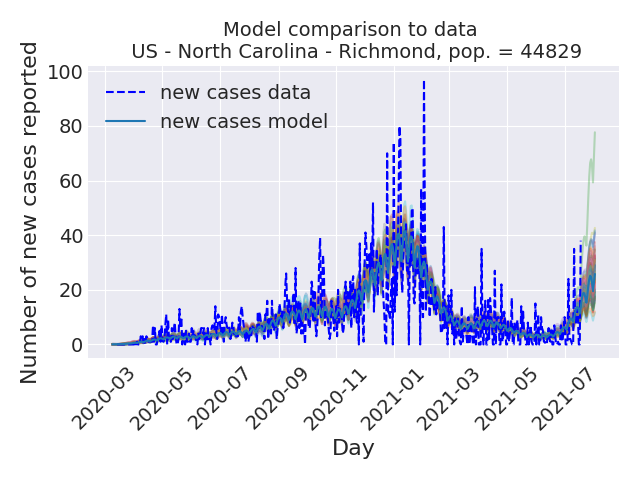 Model comparison to data
US - North Carolina - Richmond, pop. = 44829
Number of new cases reported
100
80
60
40
20
0
new cases data
new cases model
2020-03
2020-05
2020-07
2020-09
2020-11
2021-01
2021-03
2021-05
2021-07
Day